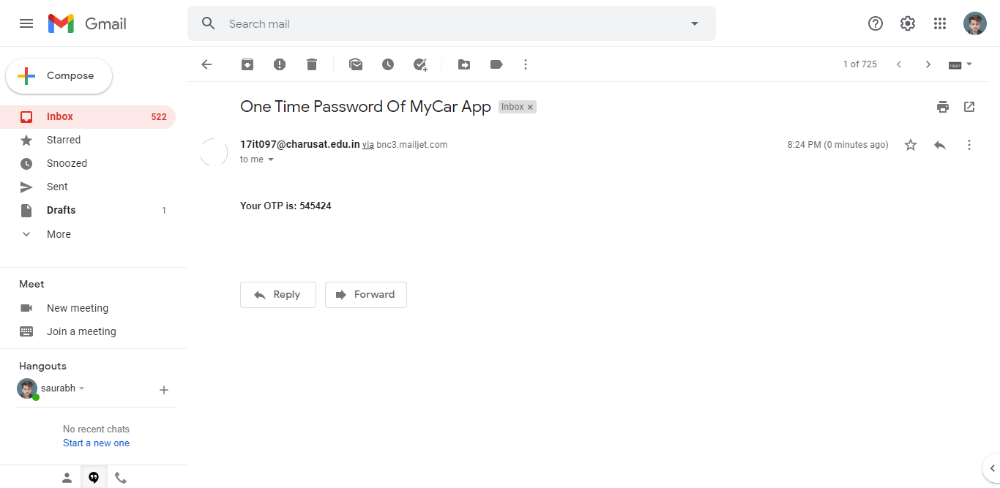 Gmail
Search mail
Compose
1 of 725
Inbox 522
Starred
Snoozed
Sent
Drafts 1
More
One Time Password Of MyCar App Inbox ×
17it097@charusat.edu.in via bnc3.mailjet.com 8:24 PM (0 minutes ago)
to me
Your OTP is: 545424
Reply Forward
Meet
New meeting
Join a meeting
Hangouts
saurabh
No recent chats
Start a new one